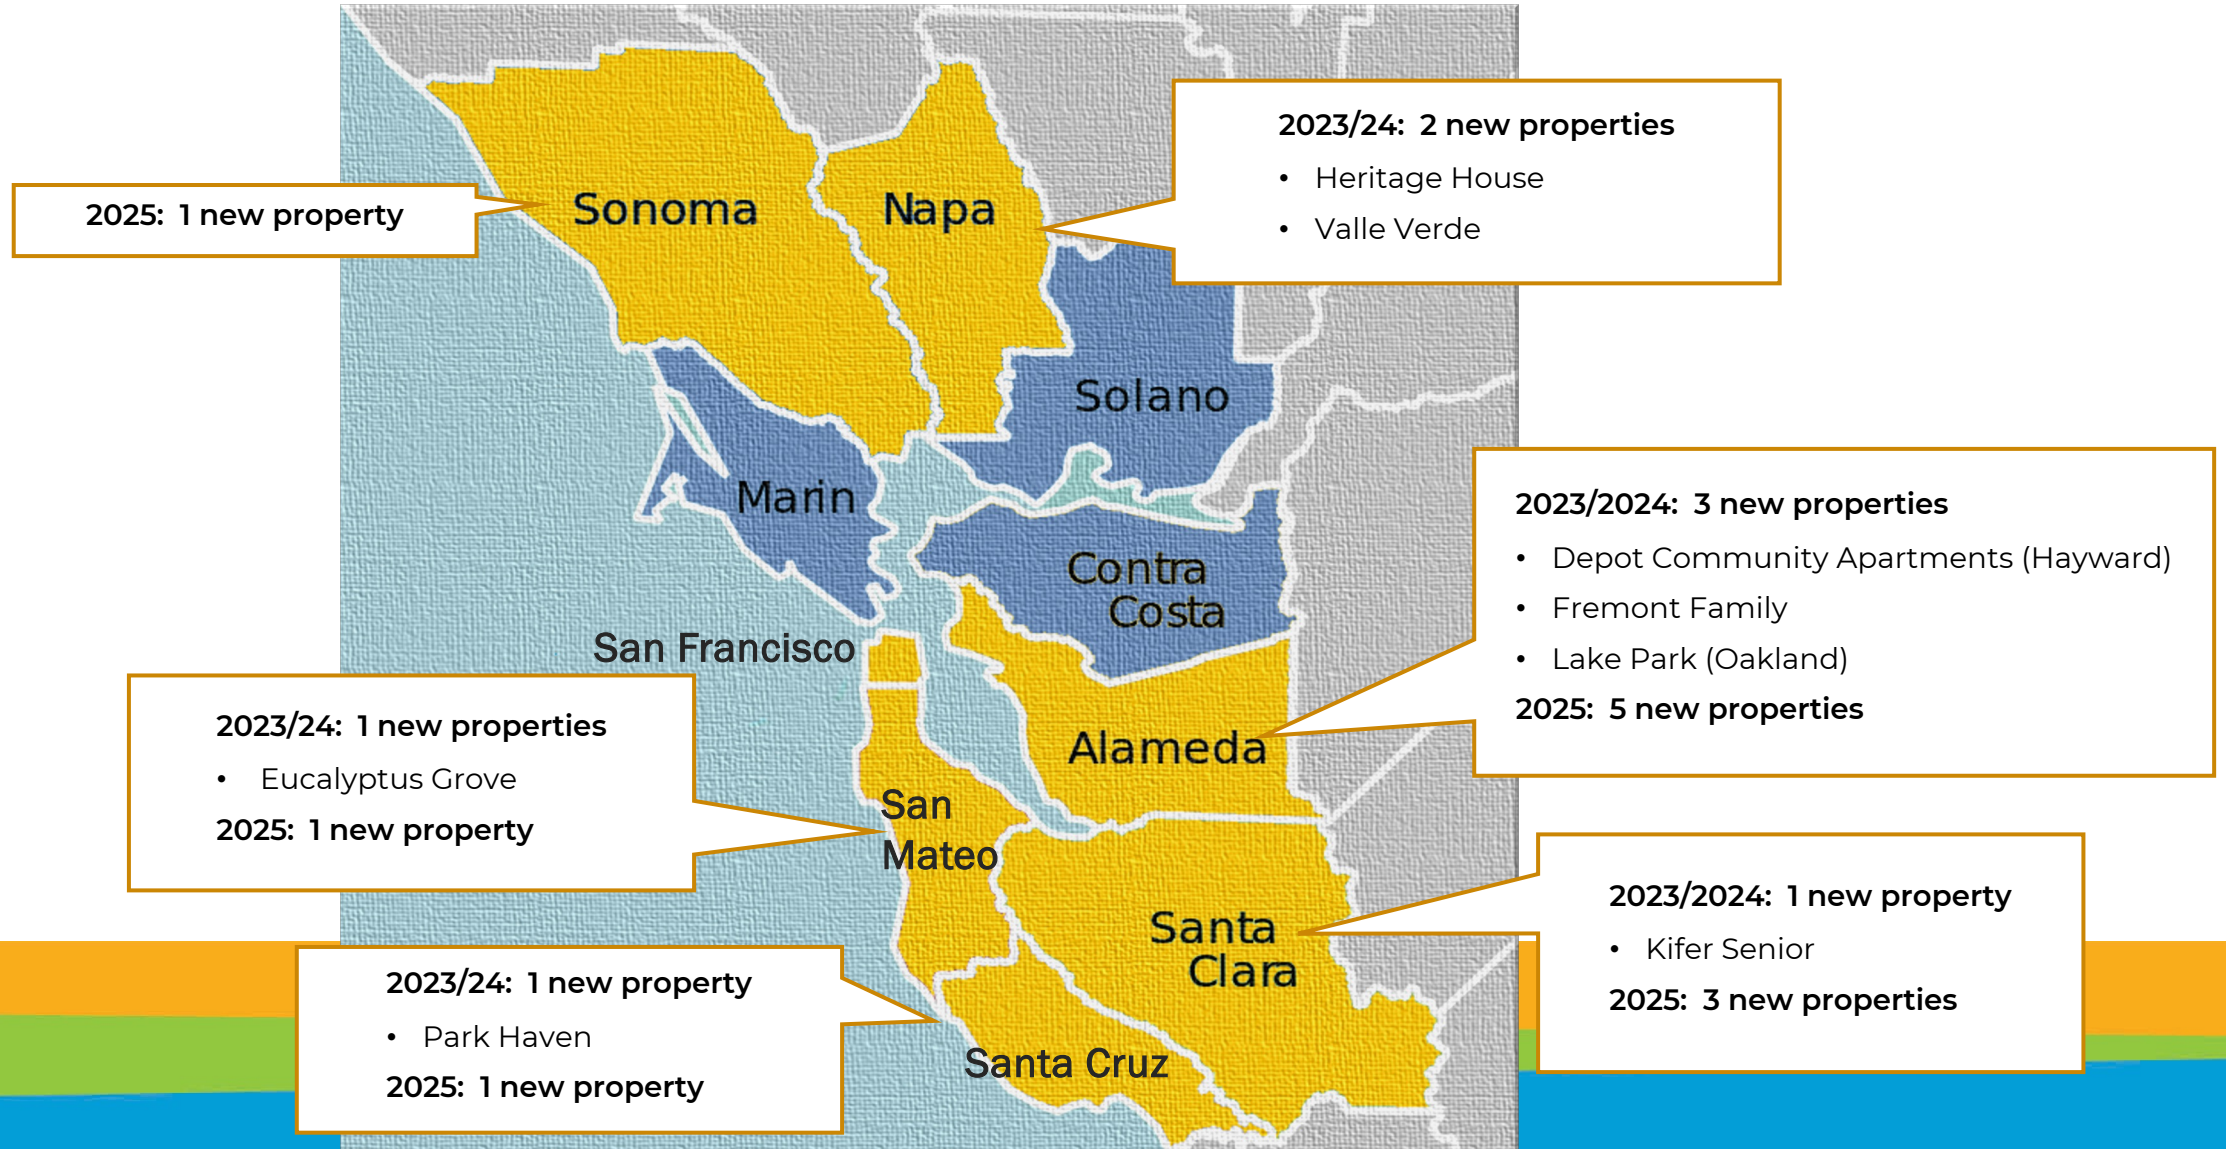 2023/24: 2 new properties
• Heritage House
• Valle Verde
2025: 1 new property
Sonoma
Napa
Solano
Marin
Contra
Costa
2023/2024: 3 new properties
• Depot Community Apartments (Hayward)
• Fremont Family
• Lake Park (Oakland)
2025: 5 new properties
San Francisco
2023/24: 1 new properties
• Eucalyptus Grove
2025: 1 new property
Alameda
San
Mateo
Santa
Clara
2023/2024: 1 new property
• Kifer Senior
2025: 3 new properties
2023/24: 1 new property
• Park Haven
2025: 1 new property
Santa Cruz